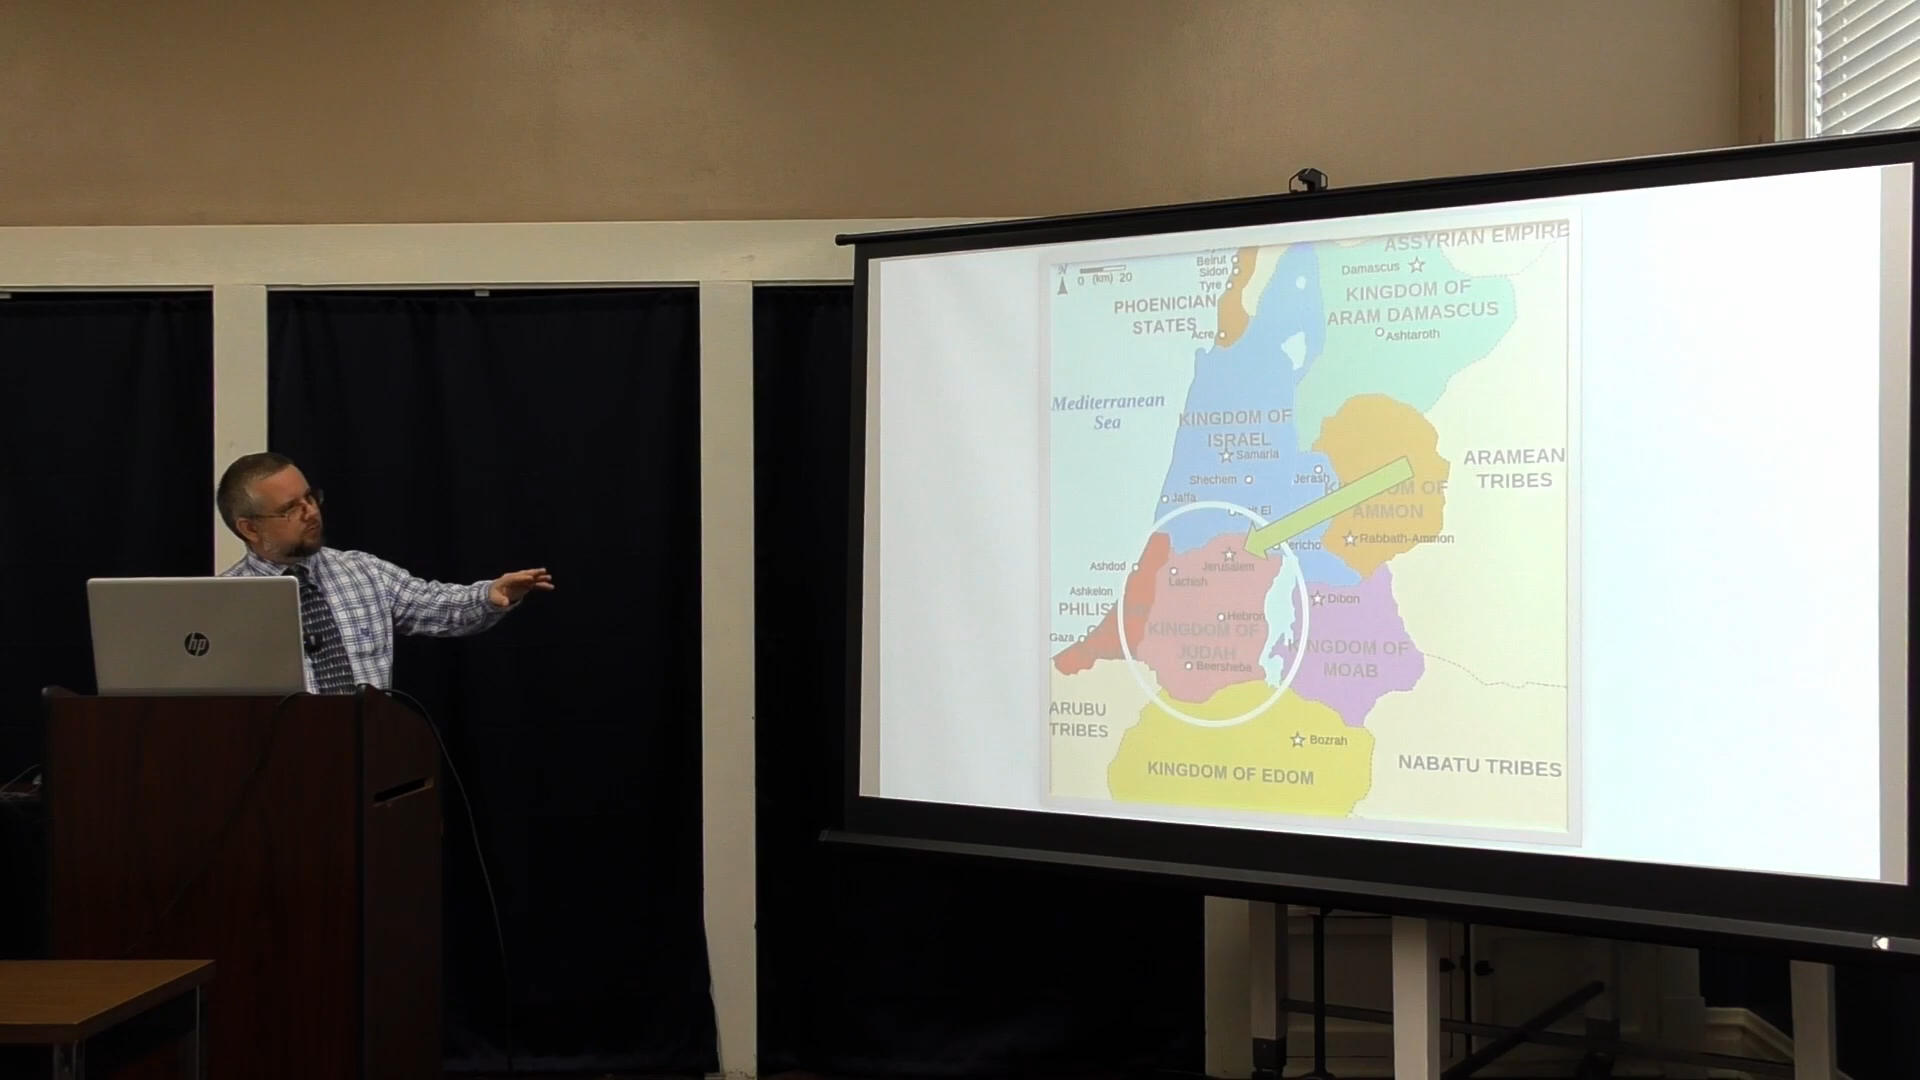 ASSYRIAN EMPIRE
Beirut
Sidon
Tyre
N
0 (km) 20
Damascus
KINGDOM OF
ARAM DAMASCUS
Ashtaroth
PHOENICIAN
STATES
Acre
Mediterranean
Sea
KINGDOM OF
ISRAEL
Samaria
Shechem
Jerash
Jaffa
ARAMEAN
TRIBES
AMMON
Rabbath-Ammon
Jerusalem
Ashdod
Lachish
Ashkelon
Gaza
Hebron
KINGDOM OF
JUDAH
Beersheba
Dibon
KINGDOM OF
MOAB
ARUBU
TRIBES
Bozrah
KINGDOM OF EDOM
NABATU TRIBES
hp